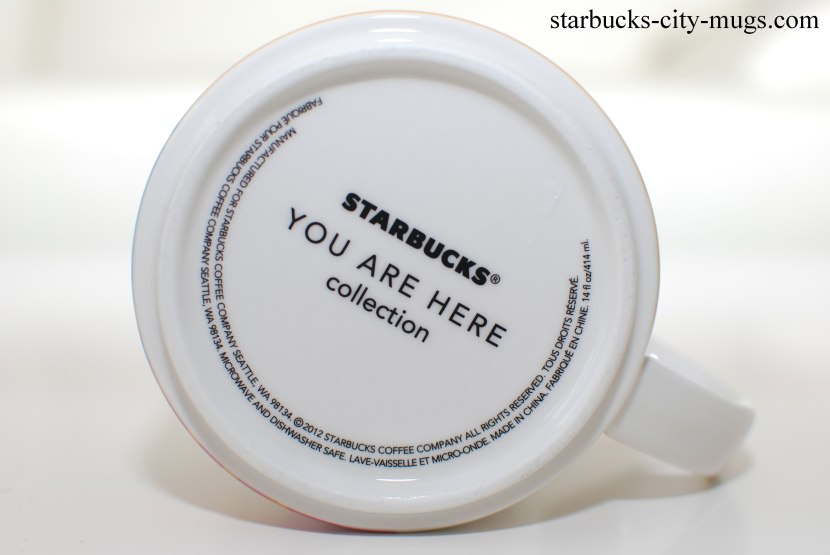 starbucks-city-mugs.com
STARBUCKS®
YOU ARE HERE
collection
MANUFACTURED FOR STARBUCKS COFFEE COMPANY SEATTLE, WA 98134. ©2012 STARBUCKS COFFEE COMPANY ALL RIGHTS RESERVED. TOUS DROITS RÉSERVÉ.
FABRIQUÉ POUR STARBUCKS COFFEE COMPANY SEATTLE, WA 98134. MICROWAVE AND DISHWASHER SAFE. LAVE-VAISSELLE ET MICRO-ONDE. MADE IN CHINA. FABRIQUÉ EN CHINE. 14 fl oz/414 ml.